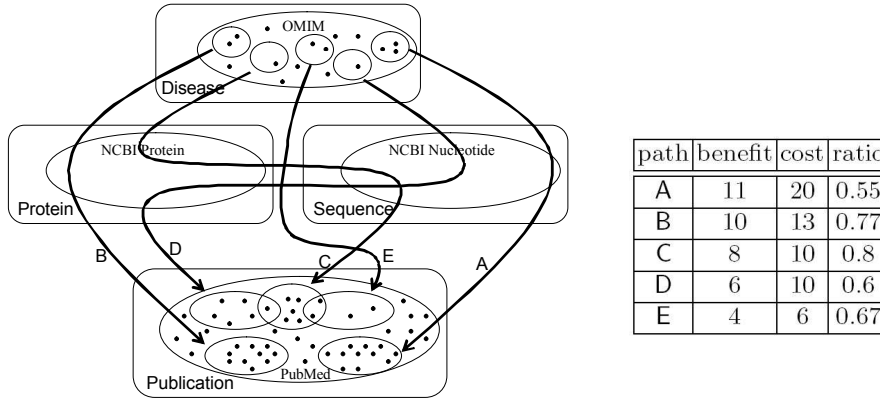 OMIM
Disease
NCBI Protein
NCBI Nucleotide
Protein
Sequence
B
D
C
E
A
PubMed
Publication
path benefit cost ratio
A 11 20 0.55
B 10 13 0.77
C 8 10 0.8
D 6 10 0.6
E 4 6 0.67